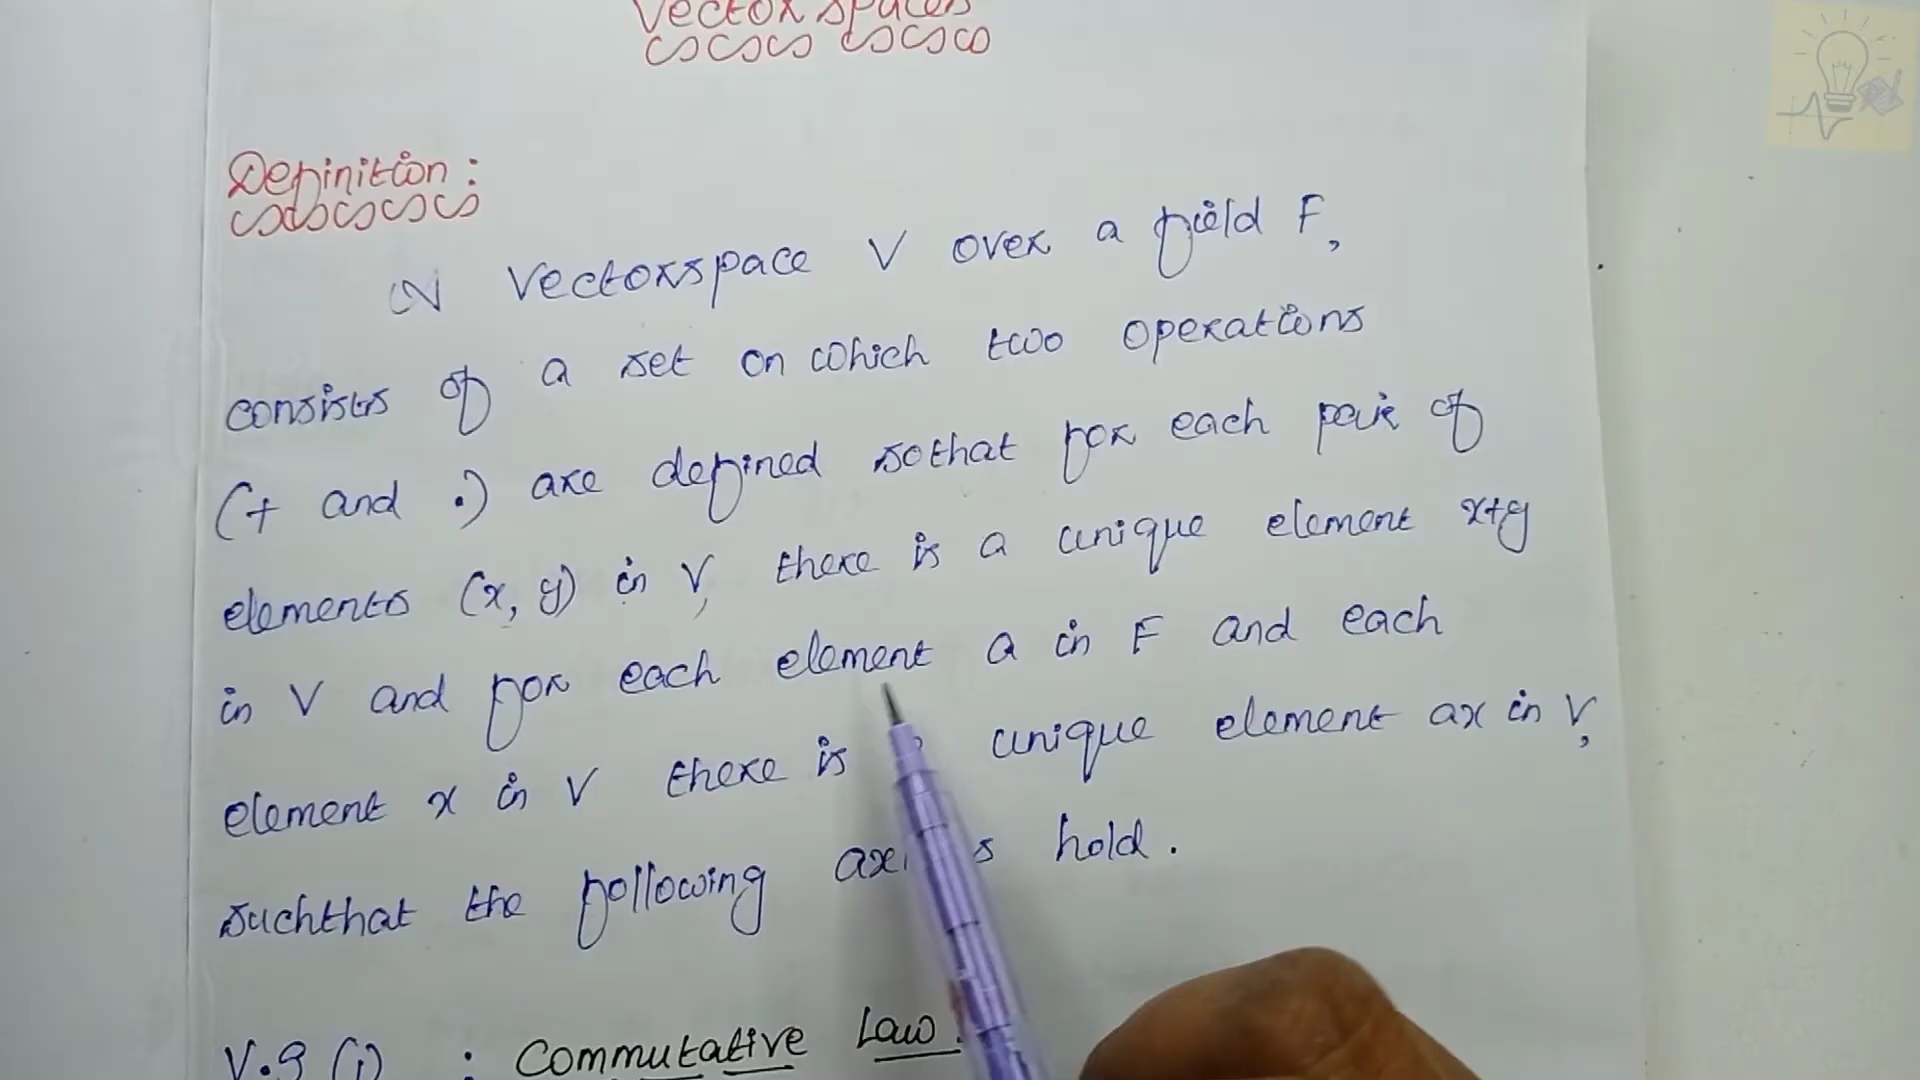 Vector spaces
Definition:
A Vectorspace V over a field F,
consists of a set on which two operations
(+ and •) are defined sothat for each pair of
elements (x, y) in V, there is a unique element x+y
in V and for each element a in F and each
element x in V there is unique element ax in V,
suchthat the following hold.
V.S (i) : Commutative Law.